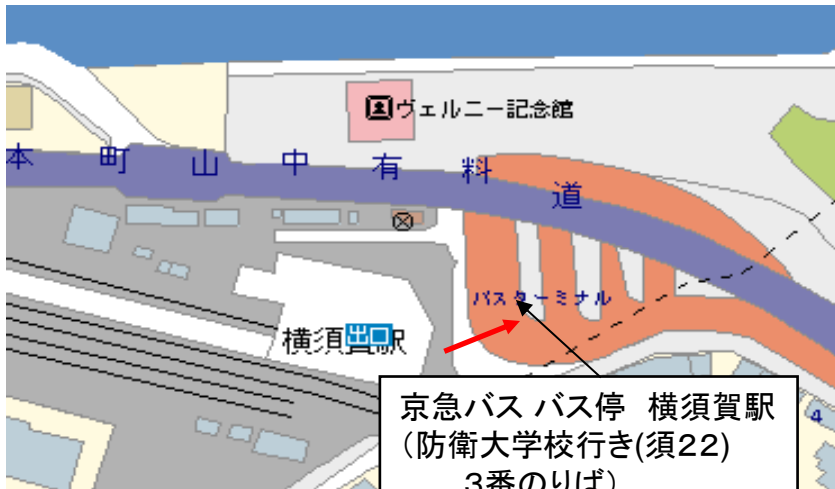 ヴェルニー記念館
本町山中有料道
バスターミナル
横須賀駅
出口
京急バス バス停 横須賀駅
（防衛大学校行き(須22)
3番のりば）
4